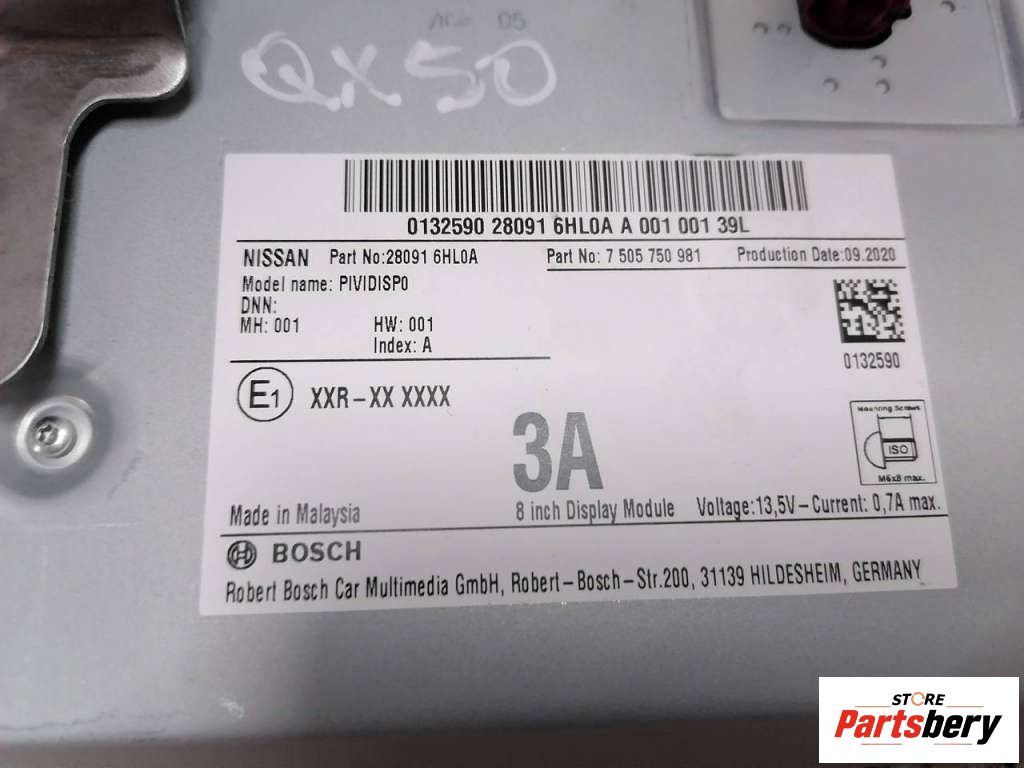 05
QX50
0132590 28091 6HL0A A 001 001 39L
NISSAN Part No:28091 6HL0A Part No: 7 505 750 981 Production Date:09.2020
Model name: PIVIDISP0
DNN:
MH: 001 HW: 001
Index: A
0132590
E1 XXR-XX XXXX
Mounting Screws
ISO
M6x8 max.
3A
Made in Malaysia 8 inch Display Module Voltage:13,5V- Current: 0,7A max.
BOSCH
Robert Bosch Car Multimedia GmbH, Robert-Bosch-Str.200, 31139 HILDESHEIM, GERMANY
STORE
Partsbery